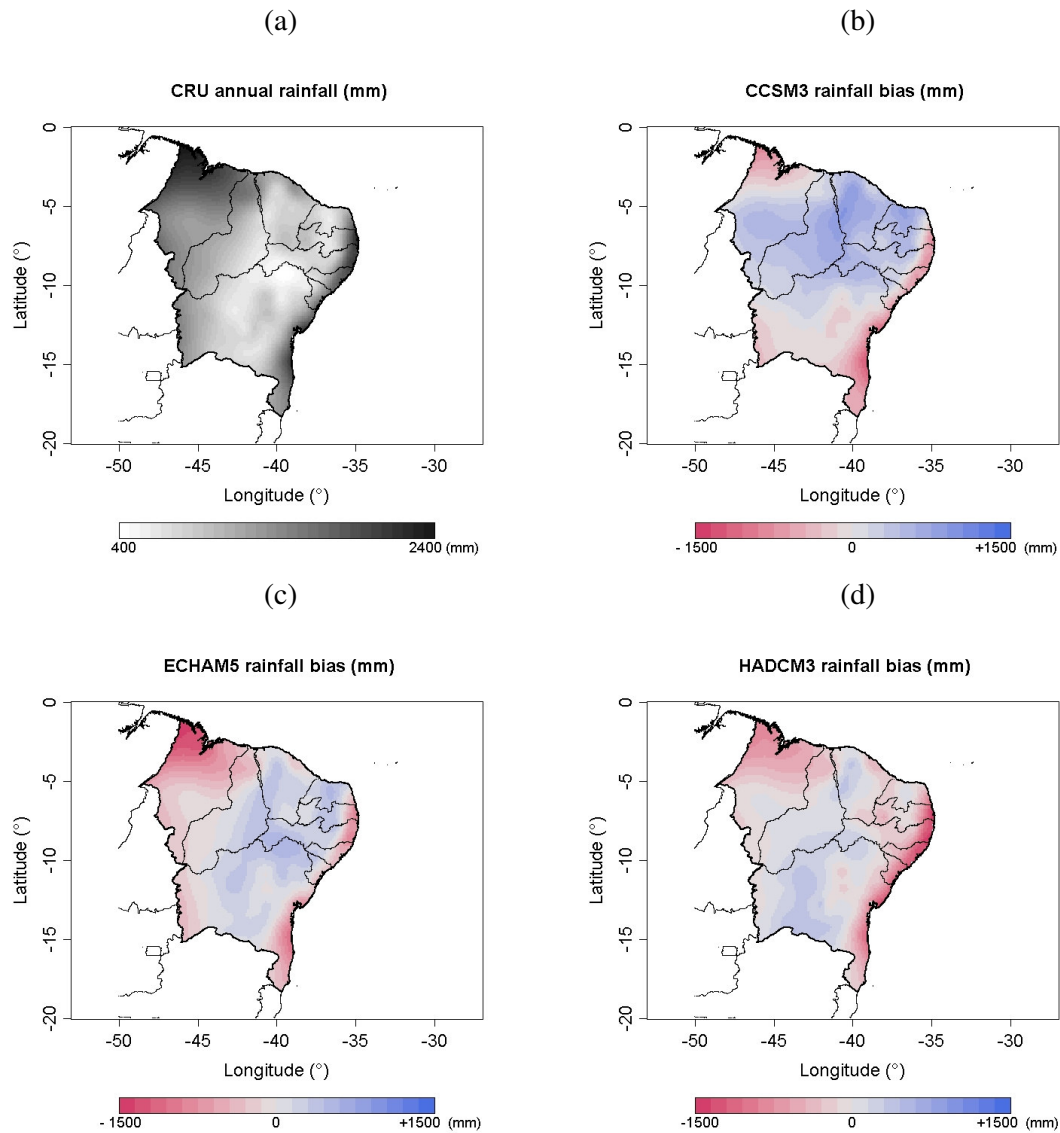 (a)
CRU annual rainfall (mm)
0
-5
-10
-15
-20
Latitude (°)
-50 -45 -40 -35 -30
Longitude (°)
400 2400 (mm)
(b)
CCSM3 rainfall bias (mm)
0
-5
-10
-15
-20
Latitude (°)
-50 -45 -40 -35 -30
Longitude (°)
- 1500 0 +1500 (mm)
(c)
ECHAM5 rainfall bias (mm)
0
-5
-10
-15
-20
Latitude (°)
-50 -45 -40 -35 -30
Longitude (°)
- 1500 0 +1500 (mm)
(d)
HADCM3 rainfall bias (mm)
0
-5
-10
-15
-20
Latitude (°)
-50 -45 -40 -35 -30
Longitude (°)
- 1500 0 +1500 (mm)